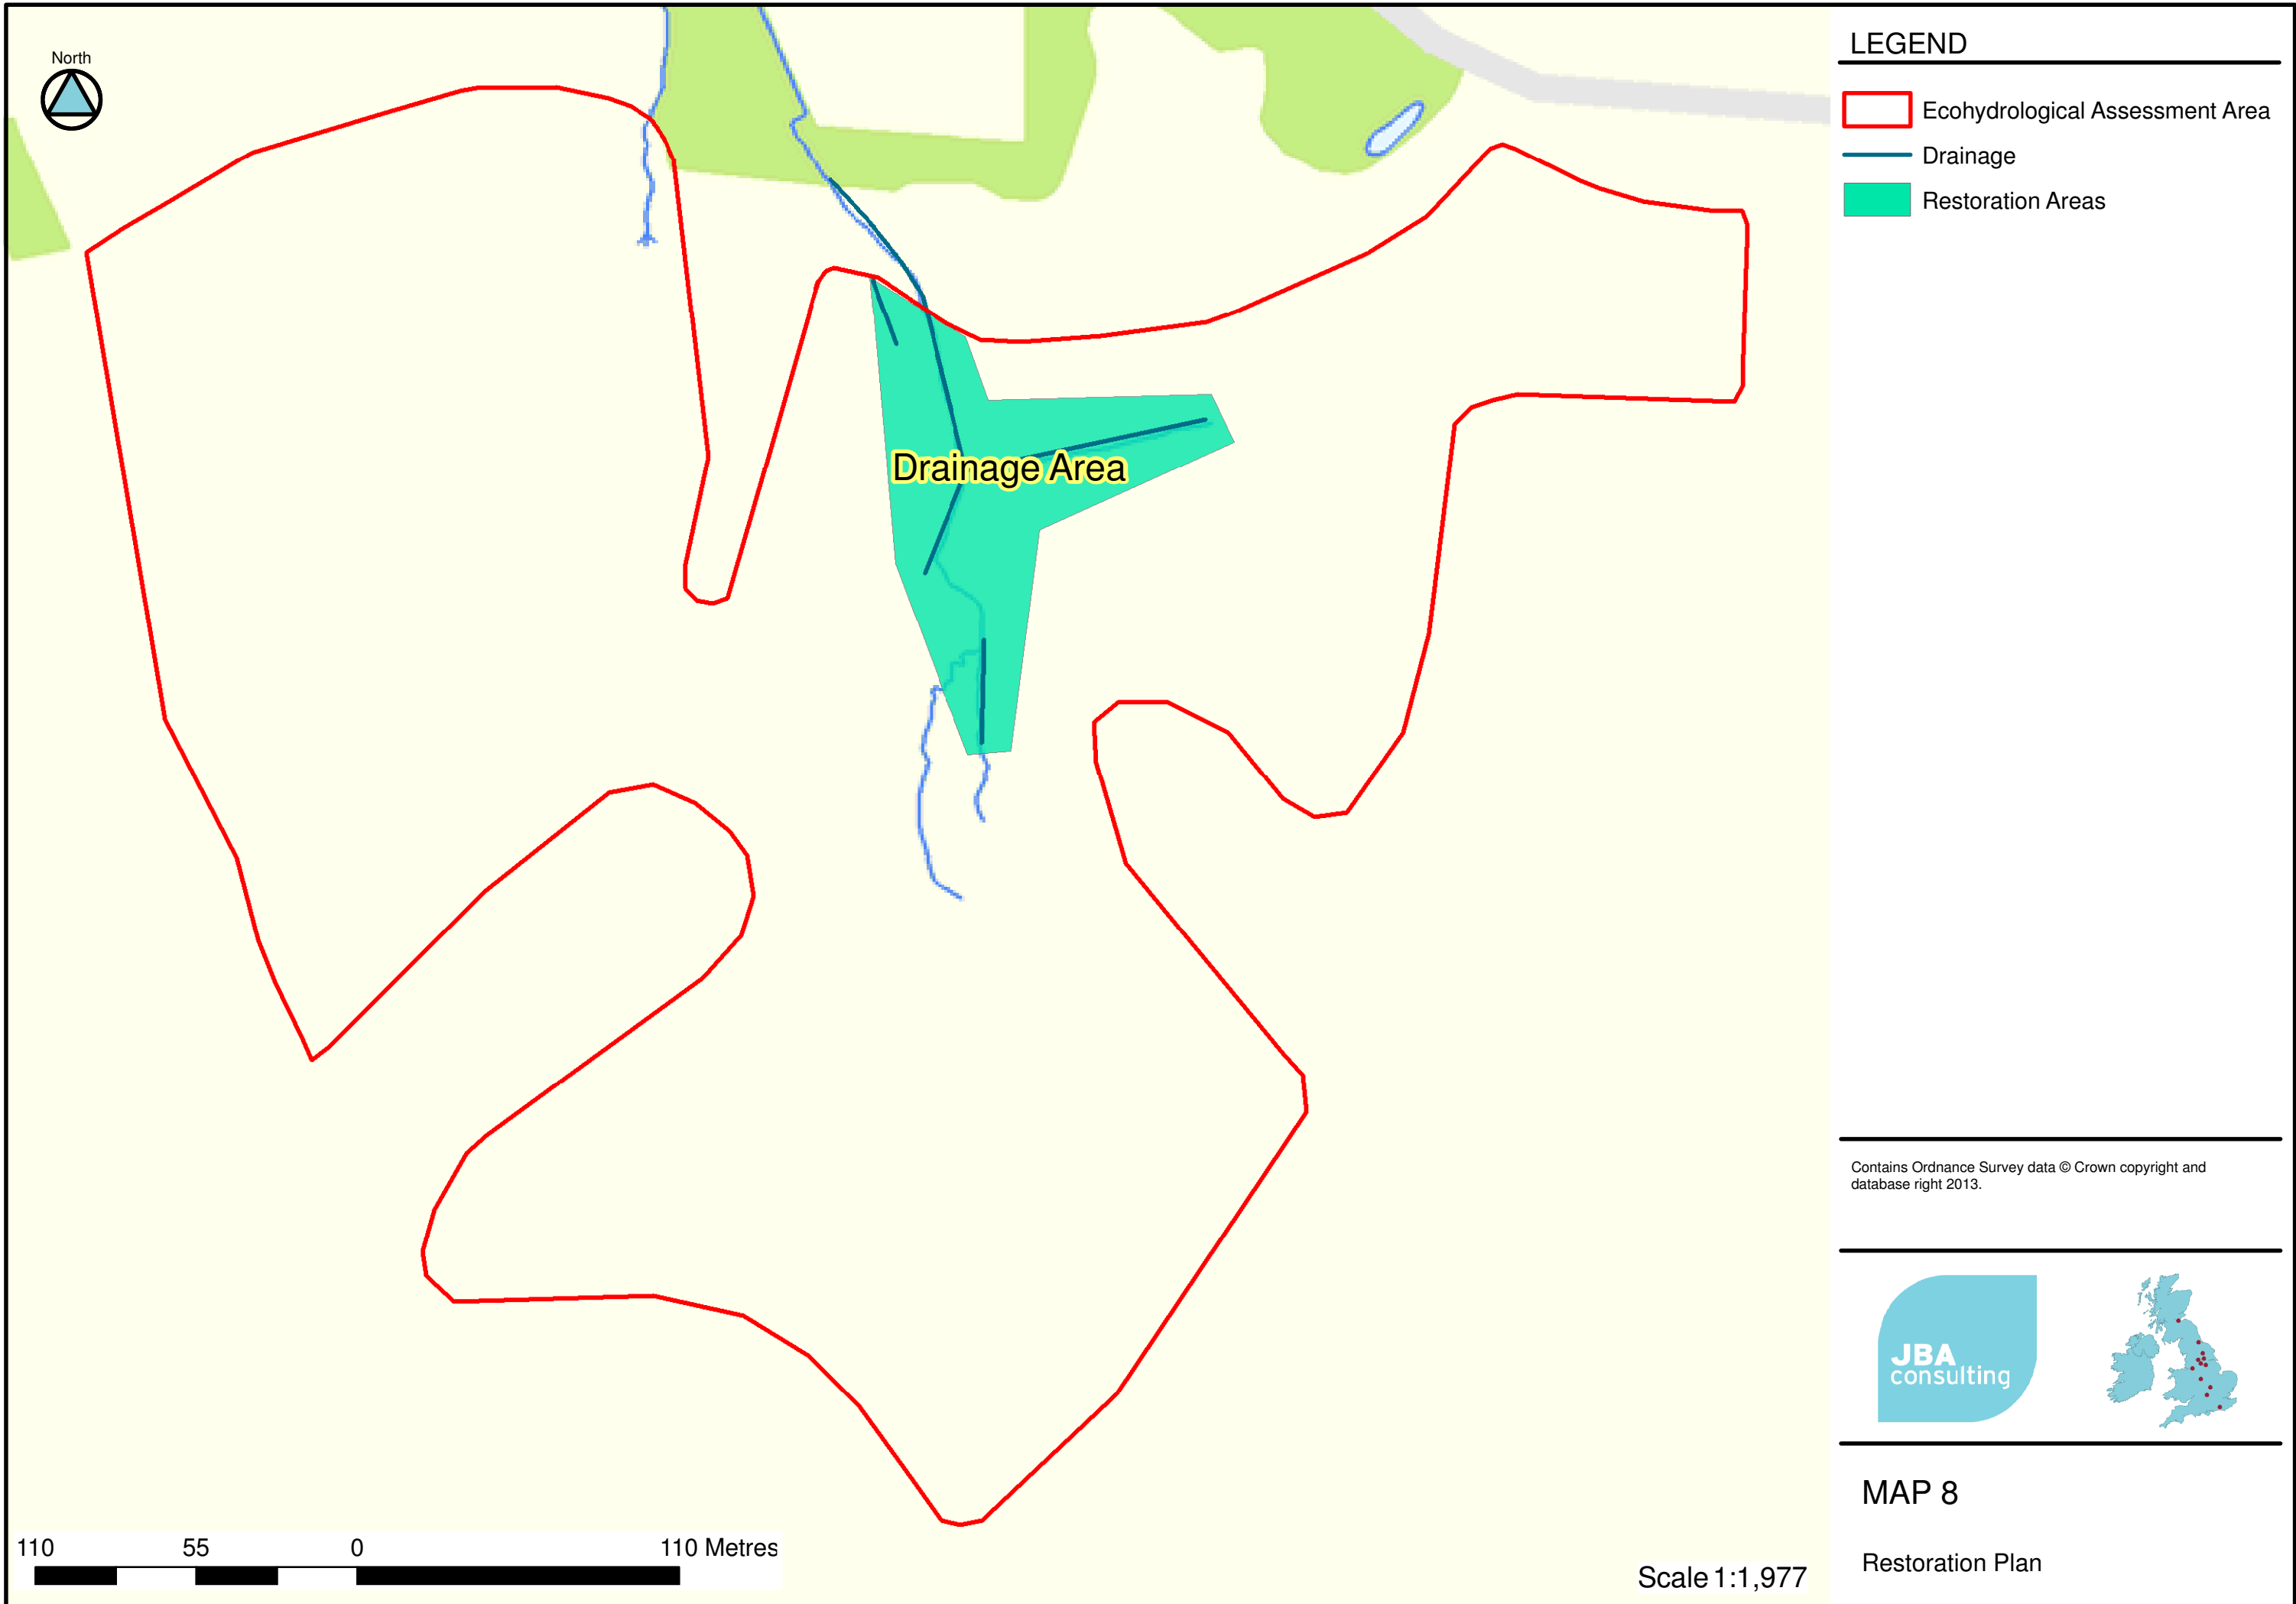 North
Drainage Area
110 55 0 110 Metres
Scale 1:1,977
LEGEND
Ecohydrological Assessment Area
Drainage
Restoration Areas
Contains Ordnance Survey data © Crown copyright and
database right 2013.
JBA
consulting
MAP 8
Restoration Plan